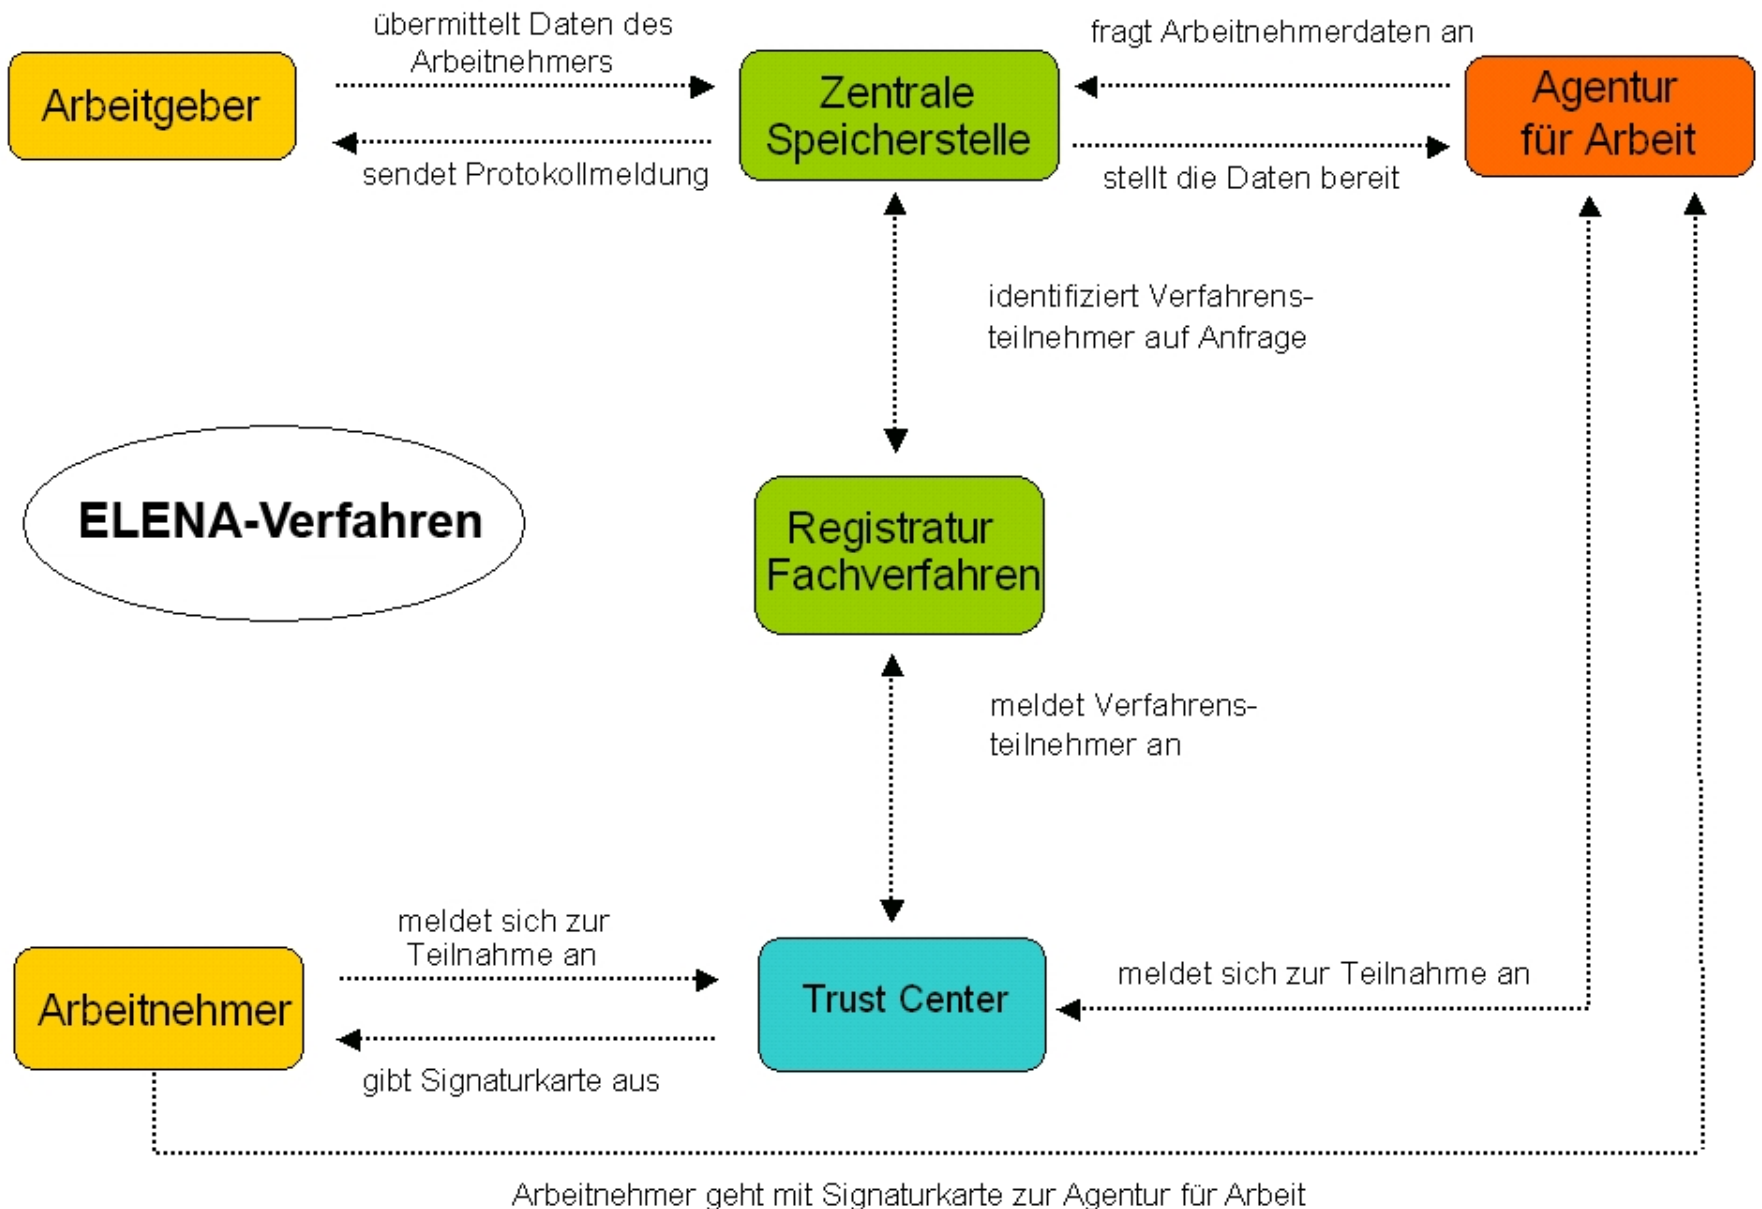 übermittelt Daten des
Arbeitnehmers
fragt Arbeitnehmerdaten an
Arbeitgeber
Zentrale
Speicherstelle
Agentur
für Arbeit
sendet Protokollmeldung
stellt die Daten bereit
identifiziert Verfahrens-
teilnehmer auf Anfrage
ELENA-Verfahren
Registratur
Fachverfahren
meldet Verfahrens-
teilnehmer an
meldet sich zur
Teilnahme an
Arbeitnehmer
Trust Center
meldet sich zur Teilnahme an
gibt Signaturkarte aus
Arbeitnehmer geht mit Signaturkarte zur Agentur für Arbeit